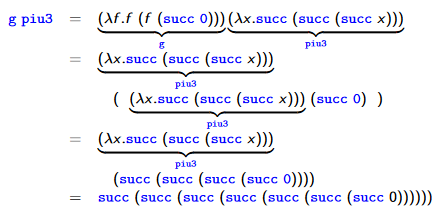 g piu3 = (λf.f (f (succ 0)))(λx.succ (succ (succ x)))
g piu3
= (λx.succ (succ (succ x)))
piu3
( (λx.succ (succ (succ x))) (succ 0) )
piu3
= (λx.succ (succ (succ x)))
piu3
(succ (succ (succ (succ 0))))
= succ (succ (succ (succ (succ (succ (succ 0))))))